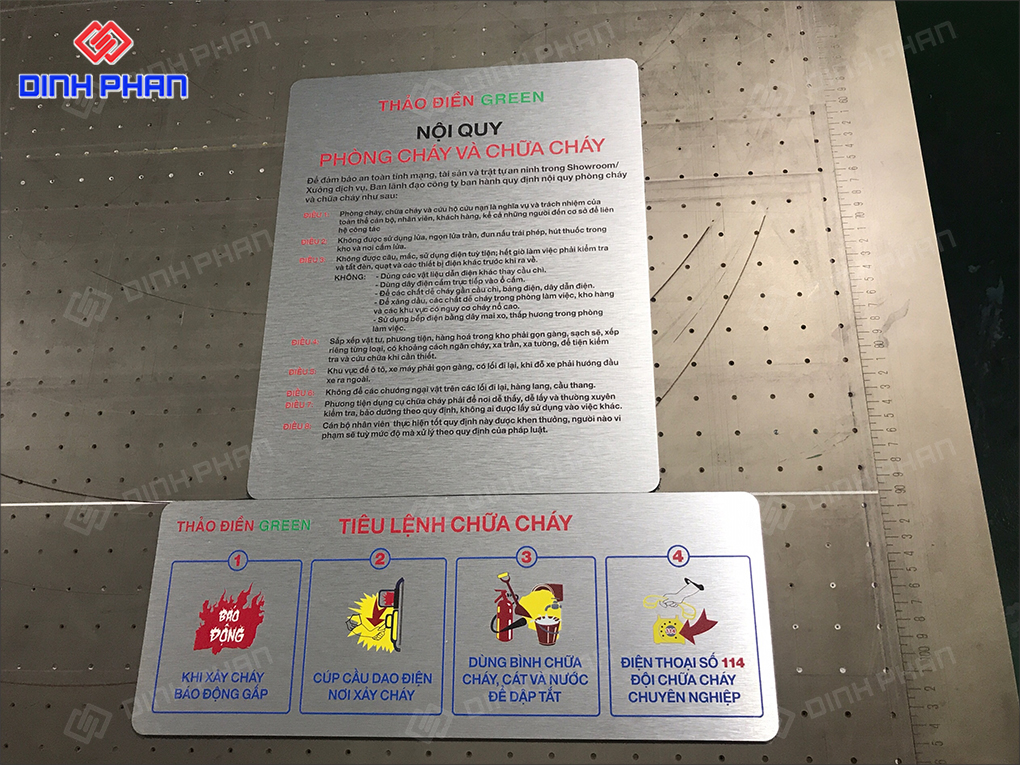 DINH PHAN
THẢO ĐIỀN GREEN
NỘI QUY
PHÒNG CHÁY VÀ CHỮA CHÁY
Để đảm bảo an toàn tính mạng, tài sản và trật tự an ninh trong Showroom/
Xưởng dịch vụ, Ban lãnh đạo công ty ban hành quy định nội quy phòng cháy
và chữa cháy như sau:
ĐIỀU 1: Phòng cháy, chữa cháy và cứu hộ cứu nạn là nghĩa vụ và trách nhiệm của
toàn thể cán bộ, nhân viên, khách hàng, kể cả những người đến cơ sở để liên
hệ công tác
ĐIỀU 2: Không được sử dụng lửa, ngọn lửa trần, đun nấu trái phép, hút thuốc trong
kho và nơi cấm lửa.
ĐIỀU 3: Không được câu, mắc, sử dụng điện tuỳ tiện; hết giờ làm việc phải kiểm tra
và tắt đèn, quạt và các thiết bị điện khác trước khi ra về.
KHÔNG: - Dùng các vật liệu dẫn điện khác thay cầu chì.
- Dùng dây điện cắm trực tiếp vào ổ cắm.
- Để các chất dễ cháy gần cầu chì, bảng điện, dây dẫn điện.
- Để xăng dầu, các chất dễ cháy trong phòng làm việc, kho hàng
và các khu vực có nguy cơ cháy nổ cao.
- Sử dụng bếp điện bằng dây mai xo, thắp hương trong phòng
làm việc.
ĐIỀU 4: Sắp xếp vật tư, phương tiện, hàng hoá trong kho phải gọn gàng, sạch sẽ, xếp
riêng từng loại, có khoảng cách ngăn cháy, xa trần, xa tường, để tiện kiểm
tra và cứu chữa khi cần thiết.
ĐIỀU 5: Khu vực để ô tô, xe máy phải gọn gàng, có lối đi lại, khi đỗ xe phải hướng đầu
xe ra ngoài.
ĐIỀU 6: Không để các chướng ngại vật trên các lối đi lại, hàng lang, cầu thang.
ĐIỀU 7: Phương tiện dụng cụ chữa cháy phải để nơi dễ thấy, dễ lấy và thường xuyên
kiểm tra, bảo dưỡng theo quy định, không ai được lấy sử dụng vào việc khác.
ĐIỀU 8: Cán bộ nhân viên thực hiện tốt quy định này được khen thưởng, người nào vi
phạm sẽ tuỳ mức độ mà xử lý theo quy định của pháp luật.
THẢO ĐIỀN GREEN TIÊU LỆNH CHỮA CHÁY
1
BÁO
ĐỘNG
KHI XẢY CHÁY
BÁO ĐỘNG GẤP
2
CÚP CẦU DAO ĐIỆN
NƠI XẢY CHÁY
3
DÙNG BÌNH CHỮA
CHÁY, CÁT VÀ NƯỚC
ĐỂ DẬP TẮT
4
114
ĐIỆN THOẠI SỐ 114
ĐỘI CHỮA CHÁY
CHUYÊN NGHIỆP